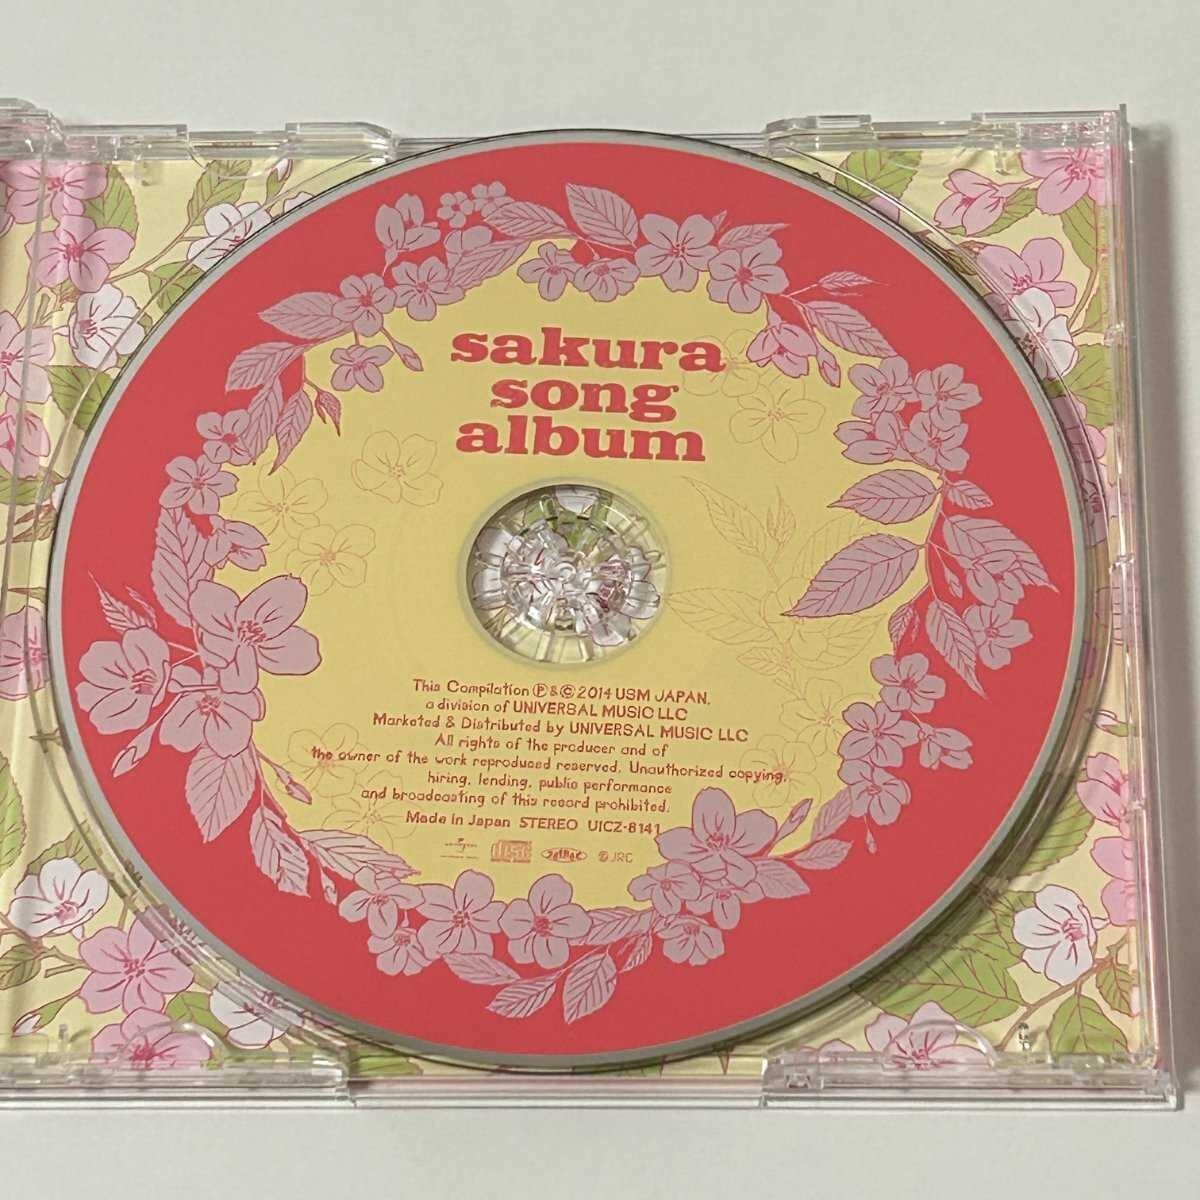 sakura
song
album
This Compilation ℗&© 2014 USM JAPAN,
a division of UNIVERSAL MUSIC LLC
Marketed & Distributed by UNIVERSAL MUSIC LLC
All rights of the producer and of
the owner of the work reproduced reserved. Unauthorized copying,
hiring, lending, public performance
and broadcasting of this record prohibited.
Made in Japan STEREO UICZ-8141
JRC